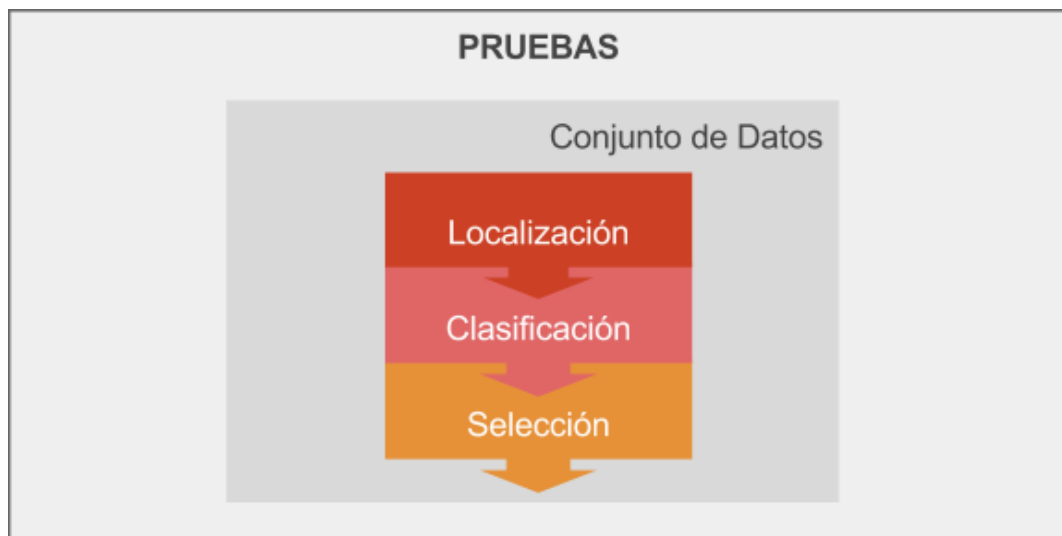 PRUEBAS
Conjunto de Datos
Localización
Clasificación
Selección